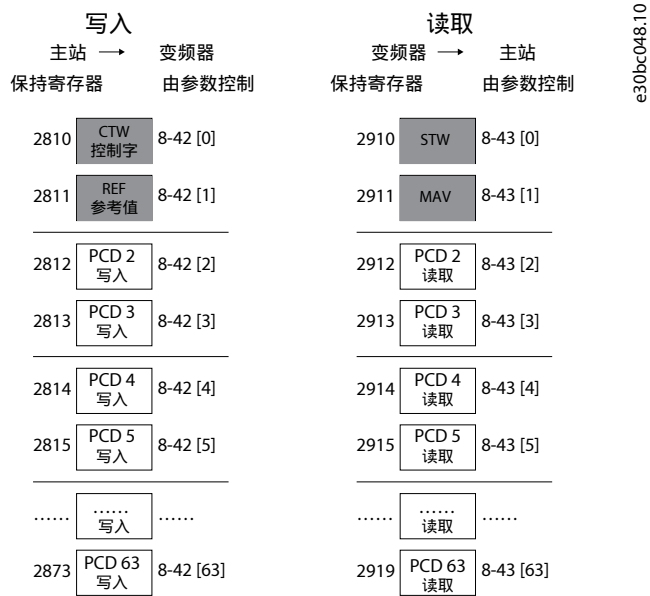 写入
主站 → 变频器
保持寄存器 由参数控制
2810 CTW 控制字 8-42 [0]
2811 REF 参考值 8-42 [1]
2812 PCD 2 写入 8-42 [2]
2813 PCD 3 写入 8-42 [3]
2814 PCD 4 写入 8-42 [4]
2815 PCD 5 写入 8-42 [5]
…… …… 写入 ……
2873 PCD 63 写入 8-42 [63]
读取
变频器 → 主站
保持寄存器 由参数控制
2910 STW 8-43 [0]
2911 MAV 8-43 [1]
2912 PCD 2 读取 8-43 [2]
2913 PCD 3 读取 8-43 [3]
2914 PCD 4 读取 8-43 [4]
2915 PCD 5 读取 8-43 [5]
…… …… 读取 ……
2919 PCD 63 读取 8-43 [63]
e30bc048.10